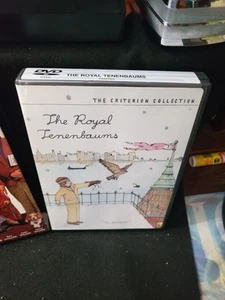 DVD
THE ROYAL TENENBAUMS
THE CRITERION COLLECTION
The Royal
Tenenbaums